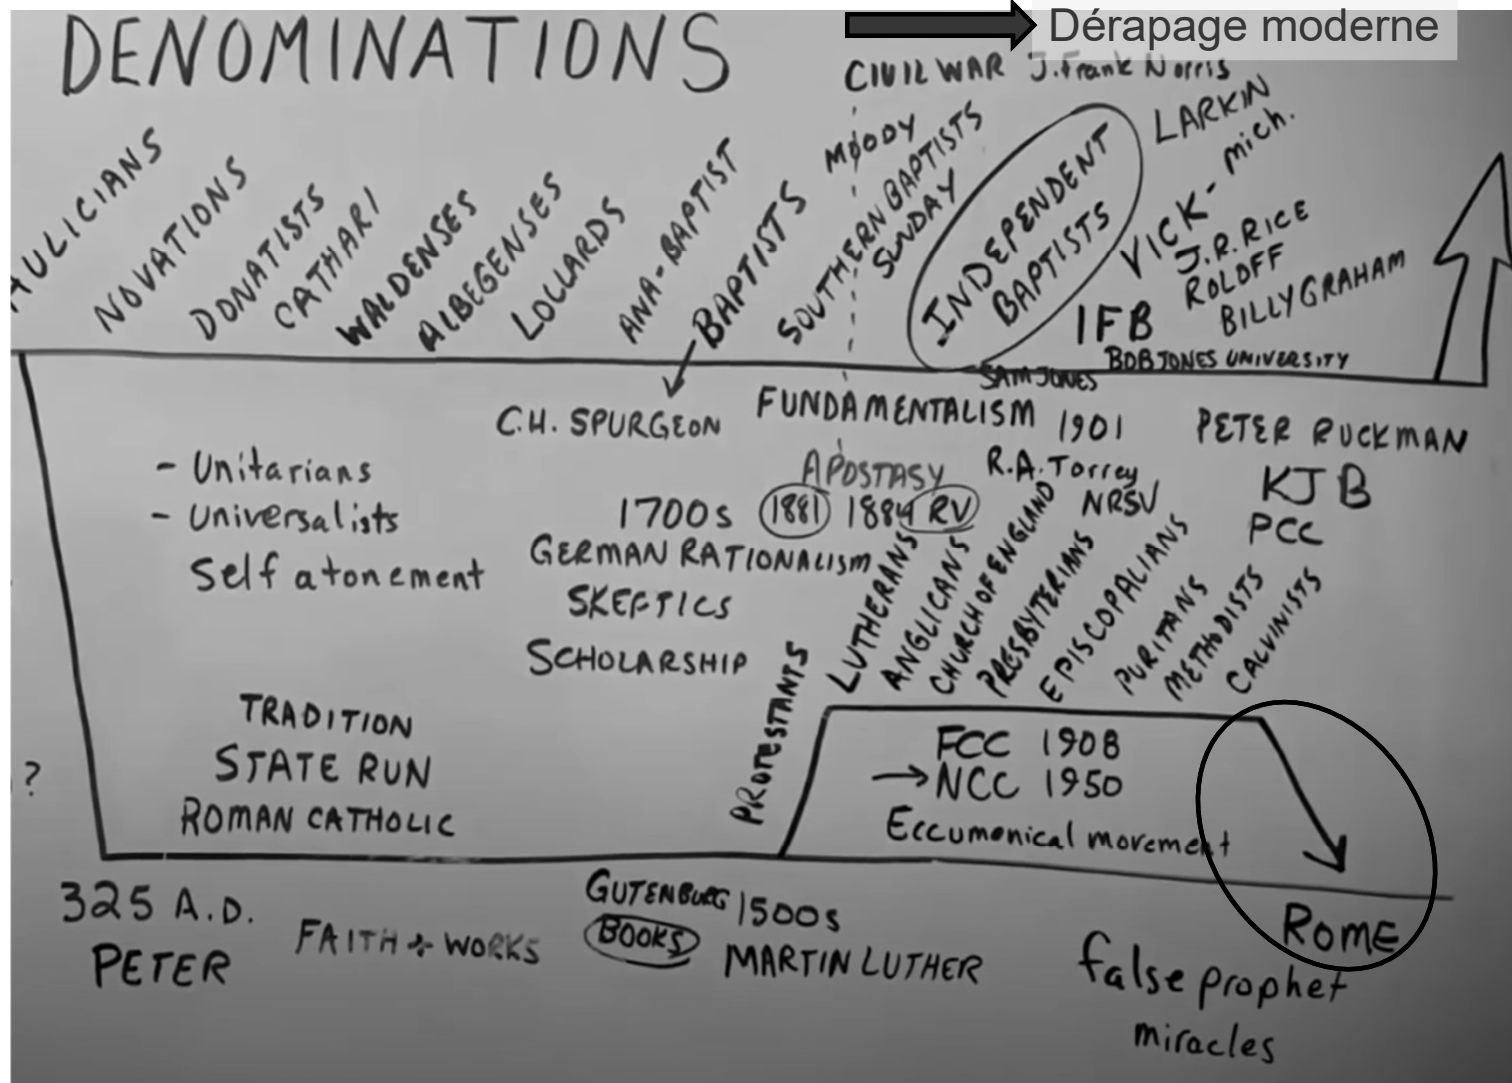 DENOMINATIONS
Dérapage moderne
CIVIL WAR
J. Frank Norris
AULICIANS
NOVATIONS
DONATISTS
CATHARI
WALDENSES
ALBEGENSES
LOLLARDS
ANA-BAPTIST
BAPTISTS
MOODY
SOUTHERN BAPTISTS
SUNDAY
INDEPENDENT
BAPTISTS
LARKIN
VICK - mich.
J.R. RICE
ROLOFF
BILLY GRAHAM
IFB
BOB JONES UNIVERSITY
SAM JONES
C.H. SPURGEON
FUNDAMENTALISM
1901
PETER RUCKMAN
APOSTASY
R.A. Torrey
KJB
- Unitarians
- Universalists
Self atonement
1700s
1881
1884 RV
NRSV
PCC
GERMAN RATIONALISM
SKEPTICS
SCHOLARSHIP
PROTESTANTS
LUTHERANS
ANGLICANS
CHURCH OF ENGLAND
PRESBYTERIANS
EPISCOPALIANS
PURITANS
METHODISTS
CALVINISTS
TRADITION
STATE RUN
ROMAN CATHOLIC
?
FCC 1908
NCC 1950
Eccumenical movement
325 A.D.
PETER
FAITH + WORKS
GUTENBURG
BOOKS
1500s
MARTIN LUTHER
ROME
false prophet
miracles